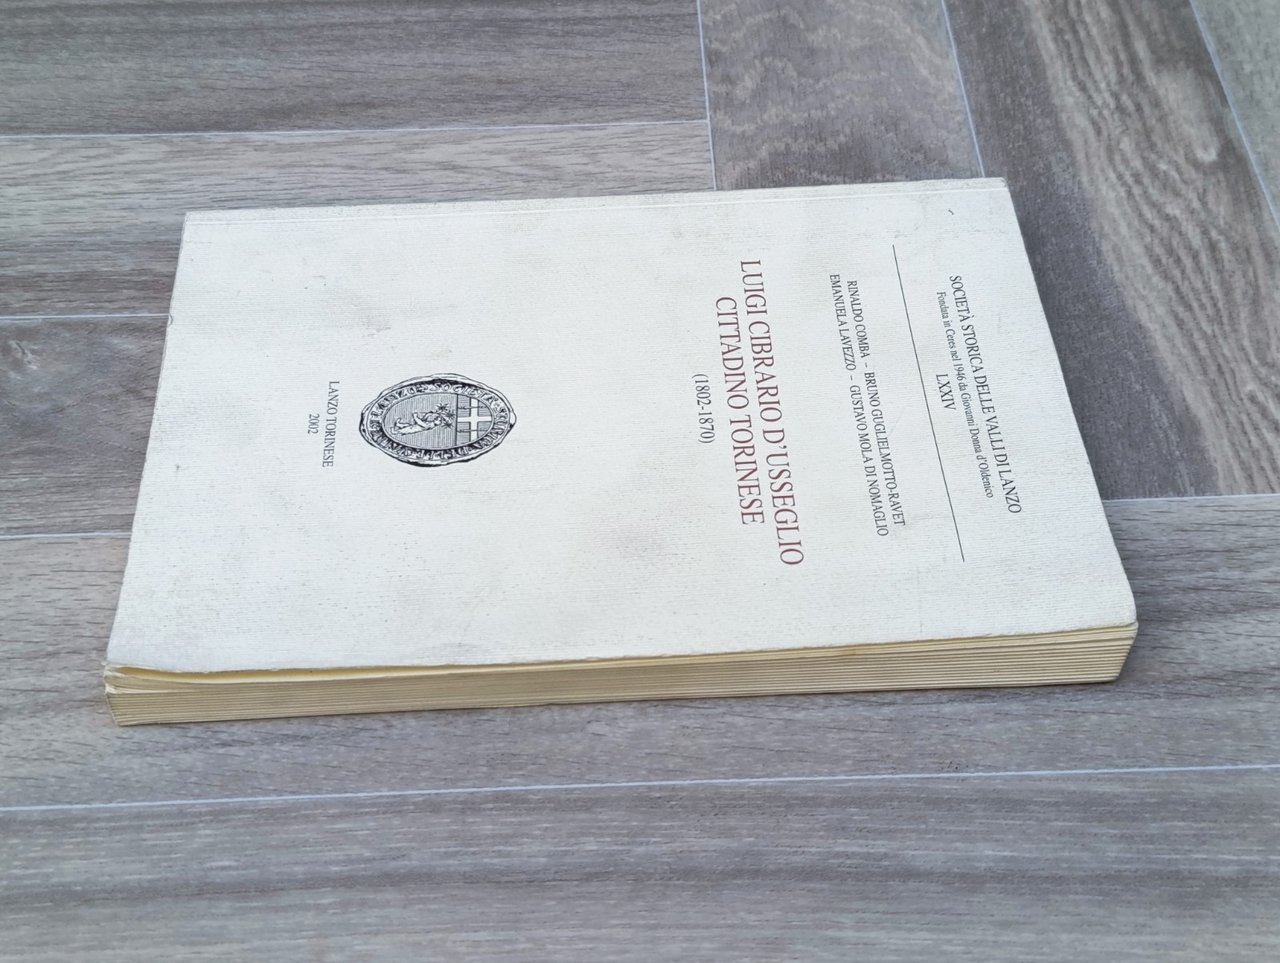 SOCIETÀ STORICA DELLE VALLI DI LANZO
Fondata in Ceres nel 1946 da Giovanni Donna d'Oldenico
LXXIV
RINALDO COMBA – BRUNO GUGLIELMOTTO-RAVET
EMANUELA LAVEZZO – GUSTAVO MOLA DI NOMAGLIO
LUIGI CIBRARIO D'USSEGLIO
CITTADINO TORINESE
(1802-1870)
LANZO TORINESE
2002